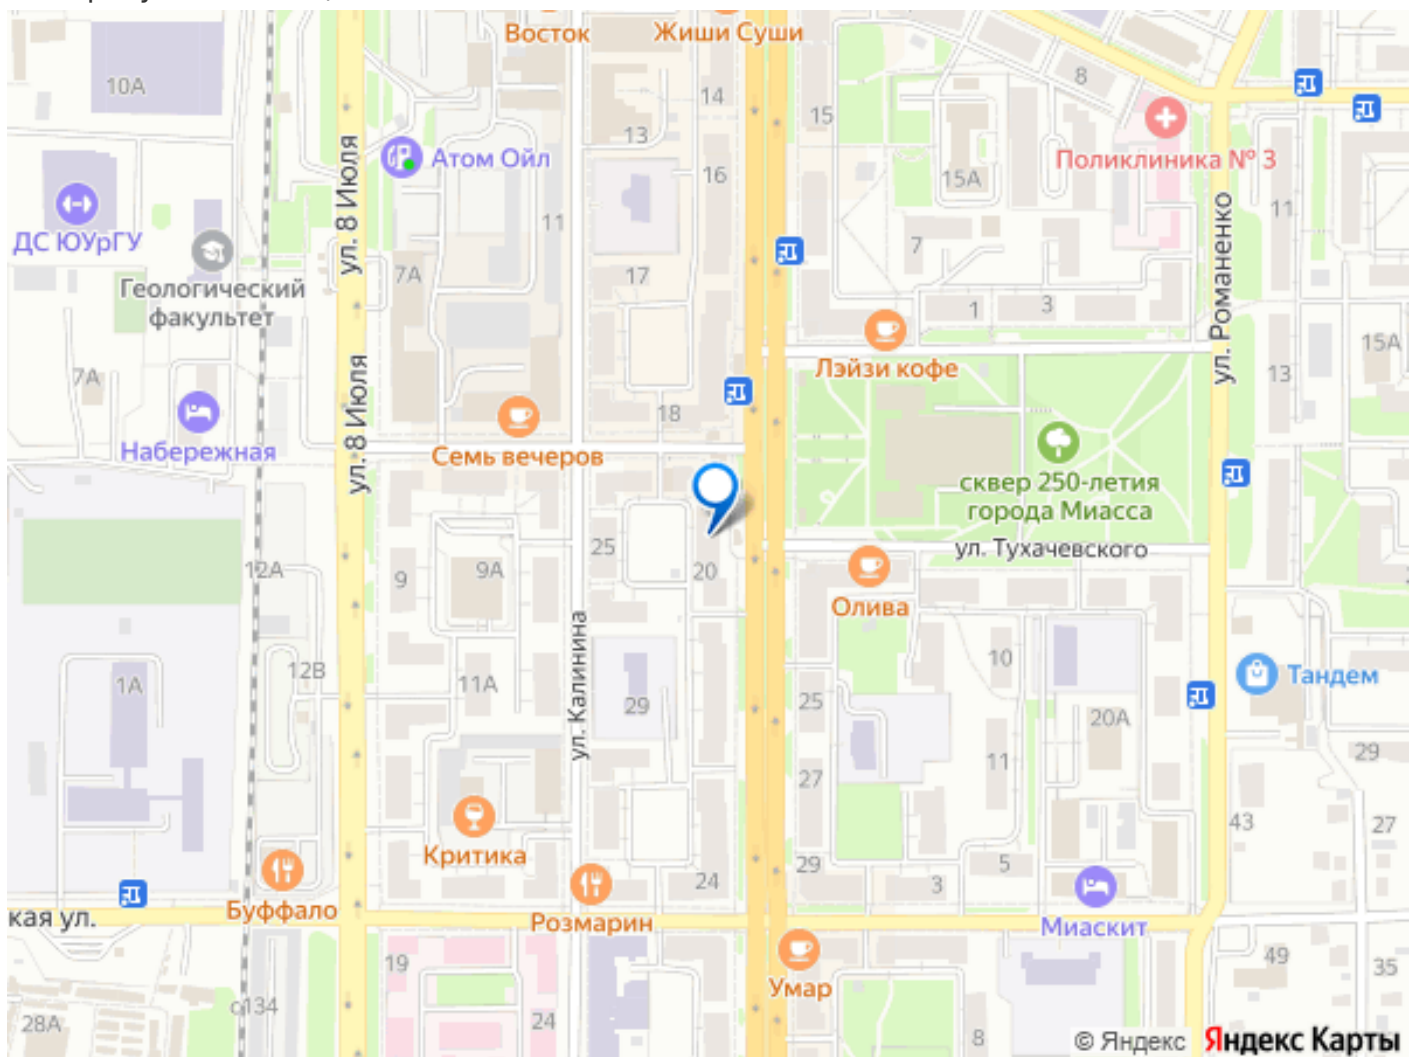 Восток
Жиши Суши
10А
14
13
15
16
8
Атом Ойл
Поликлиника № 3
15А
ул. 8 Июля
ДС ЮУрГУ
11
7
11
ул. Романенко
Геологический
факультет
7А
17
1
3
15А
Лэйзи кофе
13
7А
ул. 8 Июля
18
Набережная
Семь вечеров
сквер 250-летия
города Миасса
ул. Тухачевского
25
20
12А
9
9А
Олива
ул. Калинина
12В
11А
10
Тандем
1А
29
25
20А
29
27
11
43
27
Критика
29
5
24
3
кая ул.
Буффало
Розмарин
Миаскит
19
Умар
49
35
28А
с134
24
8
© Яндекс Яндекс Карты